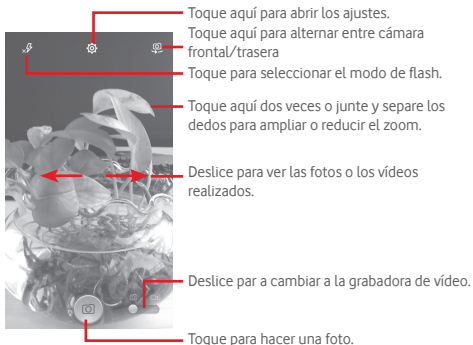 Toque aquí para abrir los ajustes.
Toque aquí para alternar entre cámara
frontal/trasera
Toque para seleccionar el modo de flash.
Toque aquí dos veces o junte y separe los
dedos para ampliar o reducir el zoom.
Deslice para ver las fotos o los vídeos
realizados.
Deslice par a cambiar a la grabadora de vídeo.
Toque para hacer una foto.